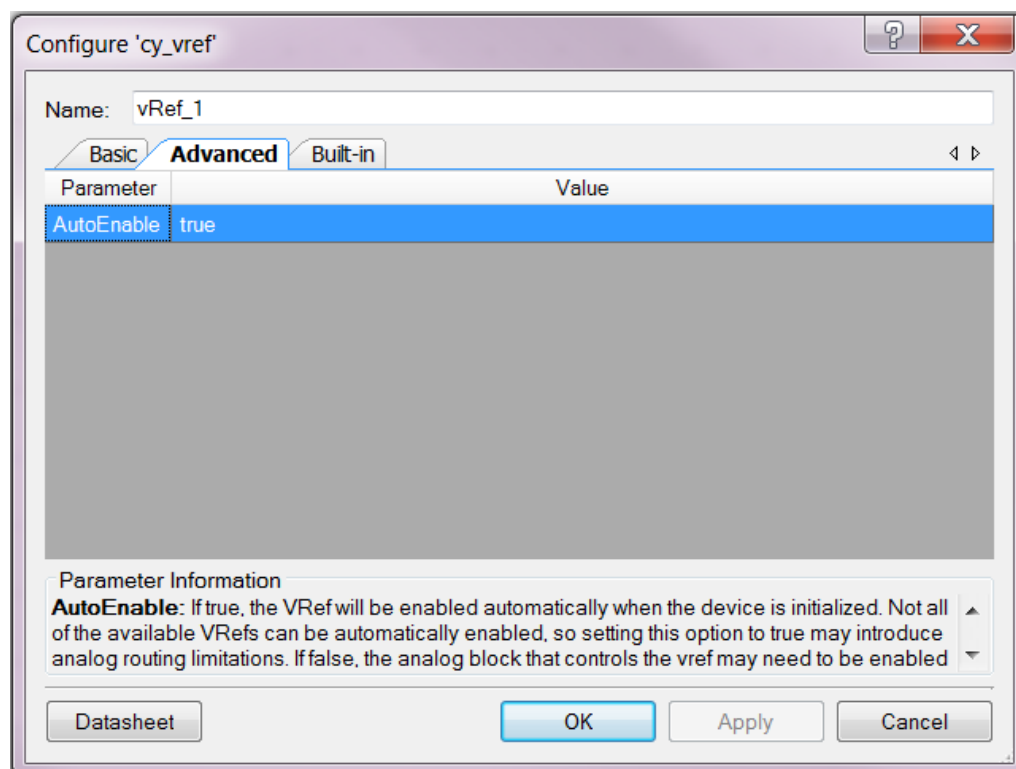 Configure 'cy_vref'
Name: vRef_1
Basic Advanced Built-in
Parameter Value
AutoEnable true
Parameter Information
AutoEnable: If true, the VRef will be enabled automatically when the device is initialized. Not all
of the available VRefs can be automatically enabled, so setting this option to true may introduce
analog routing limitations. If false, the analog block that controls the vref may need to be enabled
Datasheet OK Apply Cancel